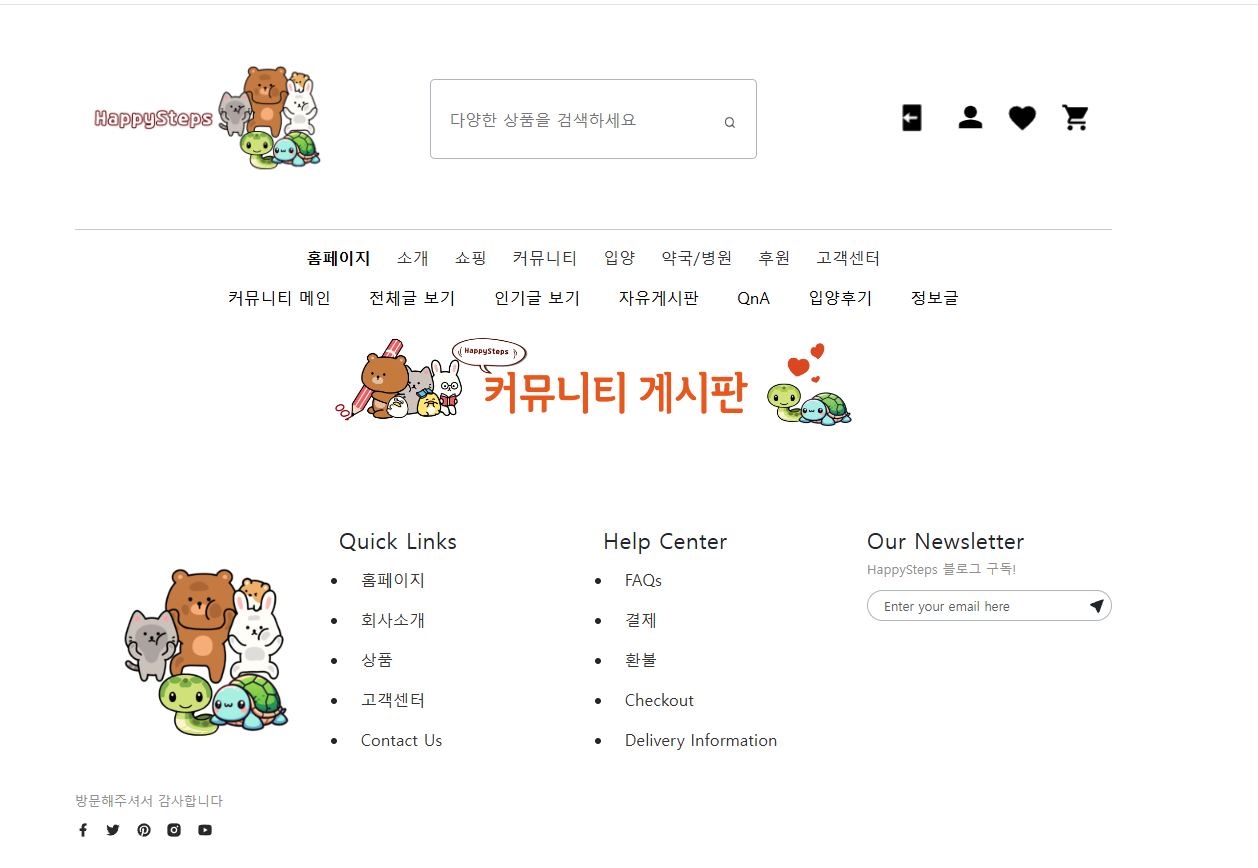 HappySteps
다양한 상품을 검색하세요
홈페이지 소개 쇼핑 커뮤니티 입양 약국/병원 후원 고객센터
커뮤니티 메인 전체글 보기 인기글 보기 자유게시판 QnA 입양후기 정보글
HappySteps
커뮤니티 게시판
Quick Links
홈페이지
회사소개
상품
고객센터
Contact Us
Help Center
FAQs
결제
환불
Checkout
Delivery Information
Our Newsletter
HappySteps 블로그 구독!
Enter your email here
방문해주셔서 감사합니다